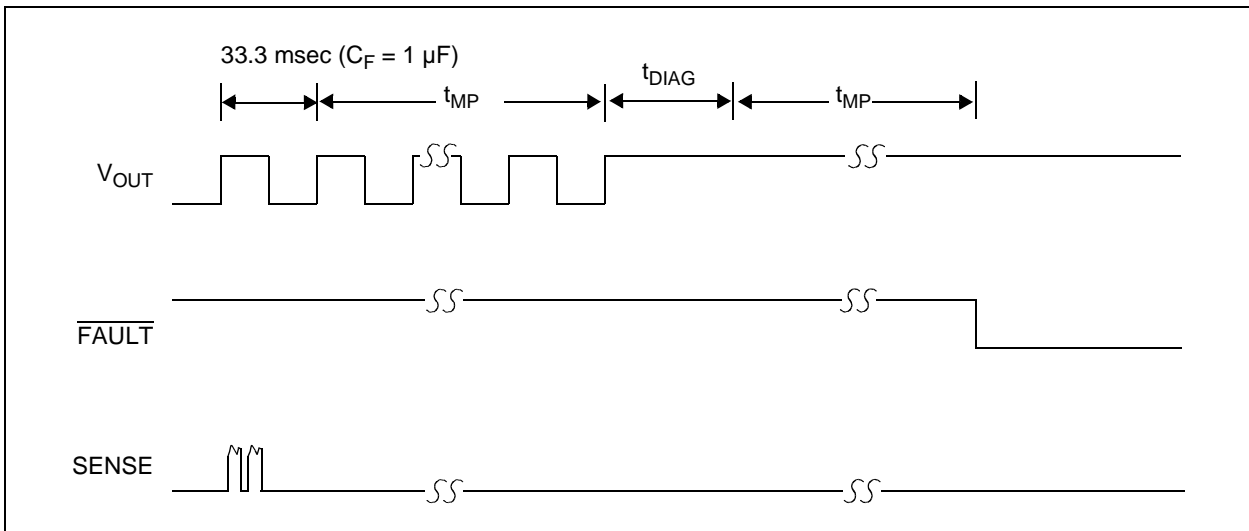 33.3 msec (C_F = 1 µF)
t_MP
t_DIAG
t_MP
V_OUT
FAULT
SENSE